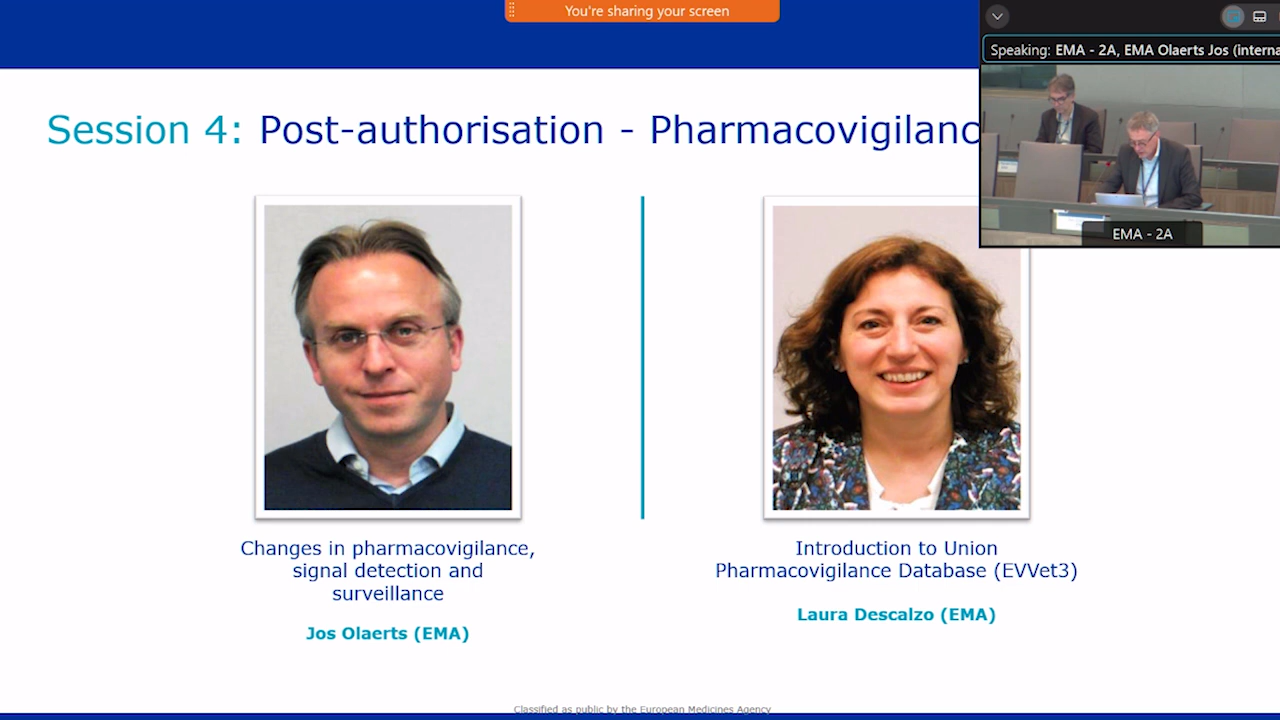 You're sharing your screen
Speaking: EMA - 2A, EMA Olaerts Jos (interna
EMA - 2A
Session 4: Post-authorisation - Pharmacovigilanc
Changes in pharmacovigilance,
signal detection and
surveillance
Jos Olaerts (EMA)
Introduction to Union
Pharmacovigilance Database (EVVet3)
Laura Descalzo (EMA)
Classified as public by the European Medicines Agency